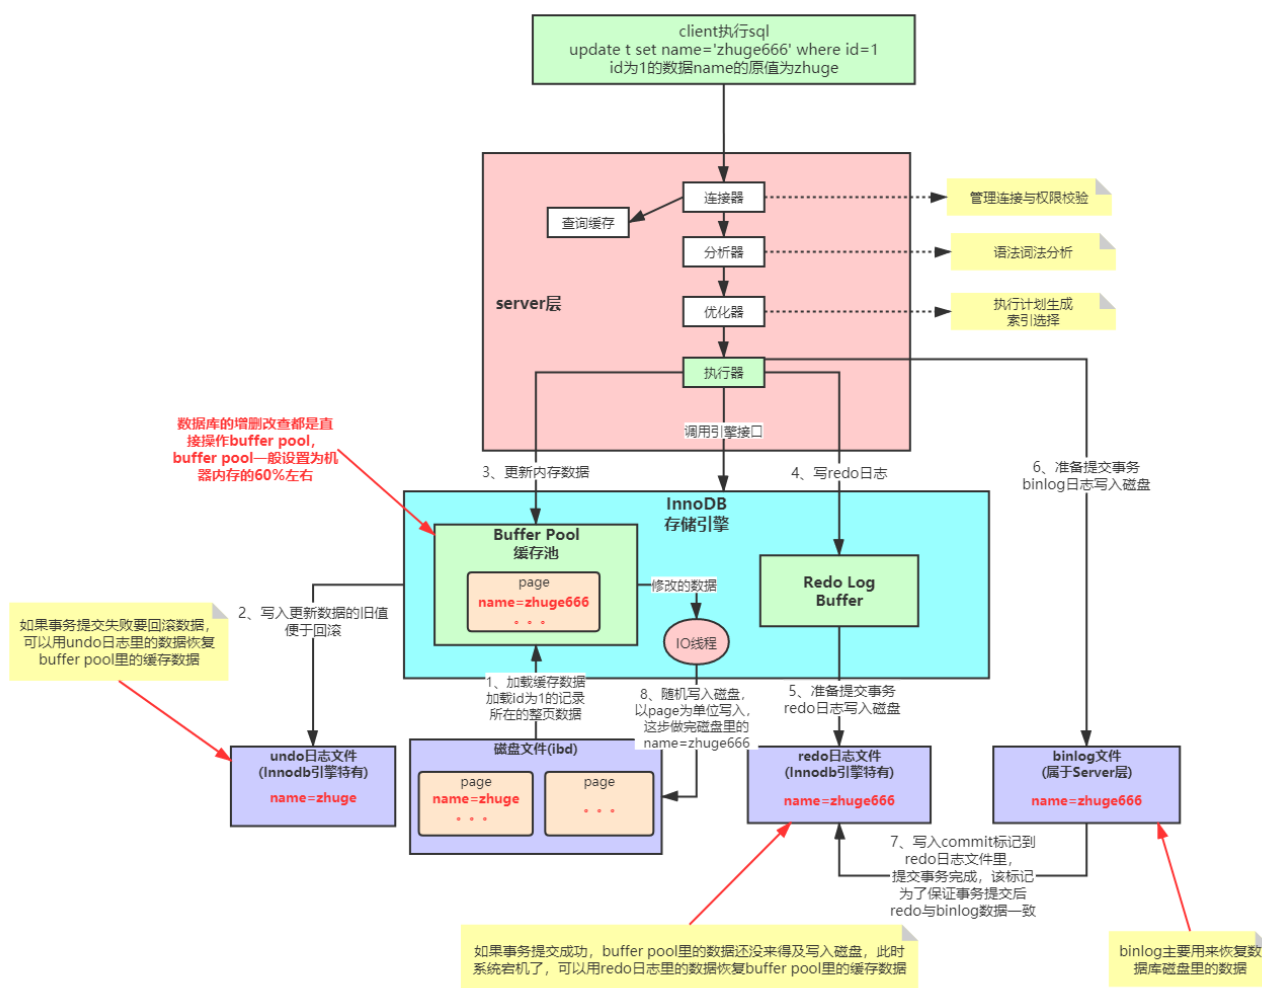 client执行sql
update t set name='zhuge666' where id=1
id为1的数据name的原值为zhuge
连接器
管理连接与权限校验
查询缓存
分析器
语法词法分析
server层
优化器
执行计划生成
索引选择
执行器
数据库的增删改查都是直
接操作buffer pool，
buffer pool一般设置为机
器内存的60%左右
调用引擎接口
3、更新内存数据
4、写redo日志
6、准备提交事务
binlog日志写入磁盘
InnoDB
存储引擎
Buffer Pool
缓存池
page
name=zhuge666
。。。
修改的数据
IO线程
Redo Log
Buffer
2、写入更新数据的旧值
便于回滚
如果事务提交失败要回滚数据，
可以用undo日志里的数据恢复
buffer pool里的缓存数据
1、加载缓存数据
加载id为1的记录
所在的整页数据
8、随机写入磁盘，
以page为单位写入，
这步做完磁盘里的
name=zhuge666
5、准备提交事务
redo日志写入磁盘
undo日志文件
(Innodb引擎特有)
name=zhuge
磁盘文件(ibd)
page
name=zhuge
。。。
page
。。。
redo日志文件
(Innodb引擎特有)
name=zhuge666
binlog文件
(属于Server层)
name=zhuge666
7、写入commit标记到
redo日志文件里，
提交事务完成，该标记
为了保证事务提交后
redo与binlog数据一致
如果事务提交成功，buffer pool里的数据还没来得及写入磁盘，此时
系统宕机了，可以用redo日志里的数据恢复buffer pool里的缓存数据
binlog主要用来恢复数
据库磁盘里的数据